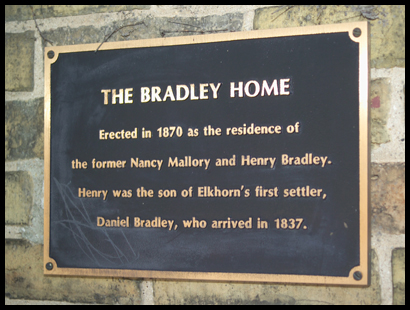 THE BRADLEY HOME
Erected in 1870 as the residence of
the former Nancy Mallory and Henry Bradley.
Henry was the son of Elkhorn's first settler,
Daniel Bradley, who arrived in 1837.